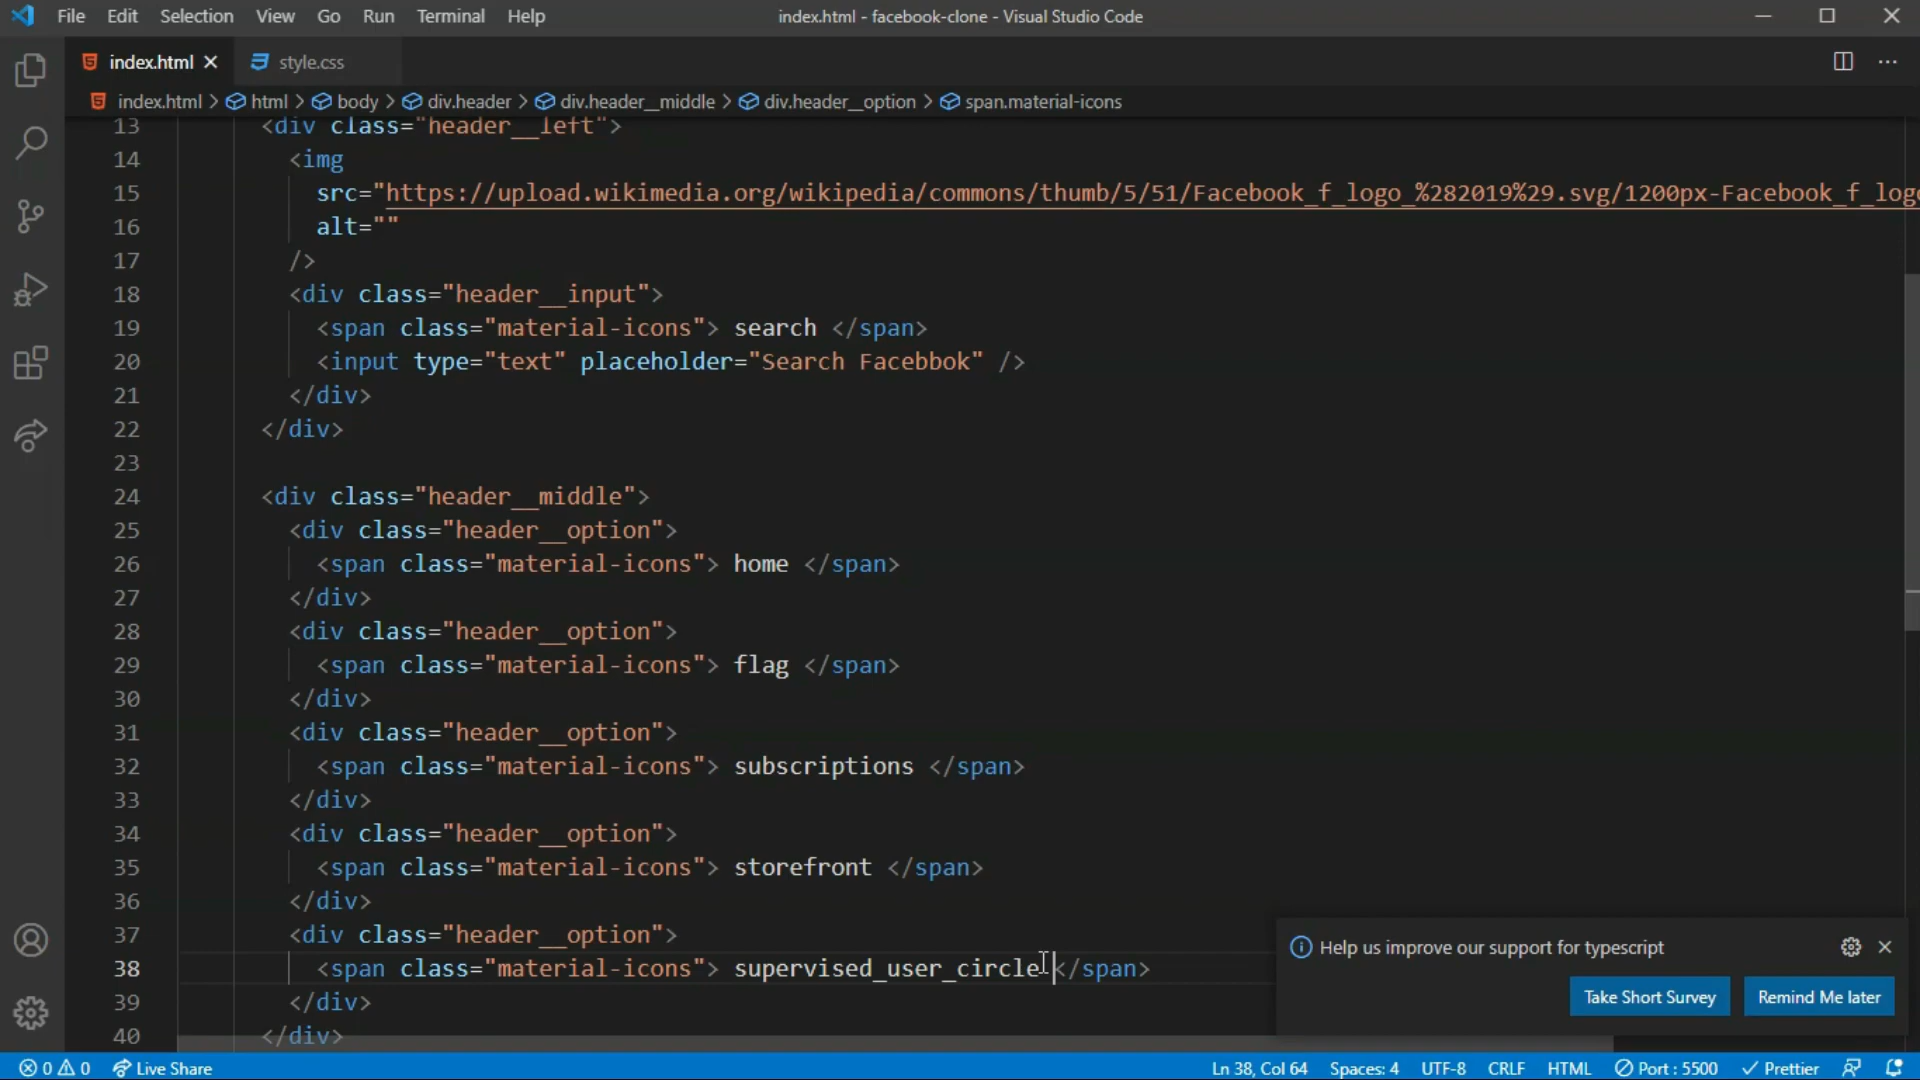 File Edit Selection View Go Run Terminal Help index.html - facebook-clone - Visual Studio Code
index.html style.css
index.html > html > body > div.header > div.header__middle > div.header__option > span.material-icons
13 <div class="header__left">
14 <img
15 src="https://upload.wikimedia.org/wikipedia/commons/thumb/5/51/Facebook_f_logo_%282019%29.svg/1200px-Facebook_f_logo
16 alt=""
17 />
18 <div class="header__input">
19 <span class="material-icons"> search </span>
20 <input type="text" placeholder="Search Facebbok" />
21 </div>
22 </div>
23
24 <div class="header__middle">
25 <div class="header__option">
26 <span class="material-icons"> home </span>
27 </div>
28 <div class="header__option">
29 <span class="material-icons"> flag </span>
30 </div>
31 <div class="header__option">
32 <span class="material-icons"> subscriptions </span>
33 </div>
34 <div class="header__option">
35 <span class="material-icons"> storefront </span>
36 </div>
37 <div class="header__option">
38 <span class="material-icons"> supervised_user_circle </span>
39 </div>
40 </div>
Help us improve our support for typescript
Take Short Survey Remind Me later
0 0 Live Share Ln 38, Col 64 Spaces: 4 UTF-8 CRLF HTML Port : 5500 Prettier